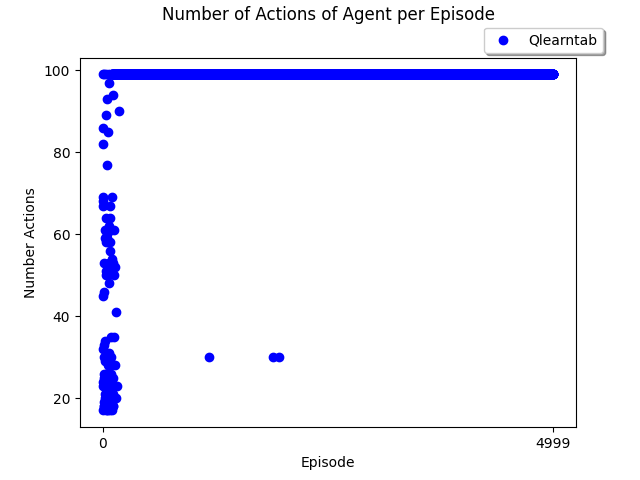 Number of Actions of Agent per Episode
Qlearntab
100
80
60
40
20
Number Actions
0
4999
Episode